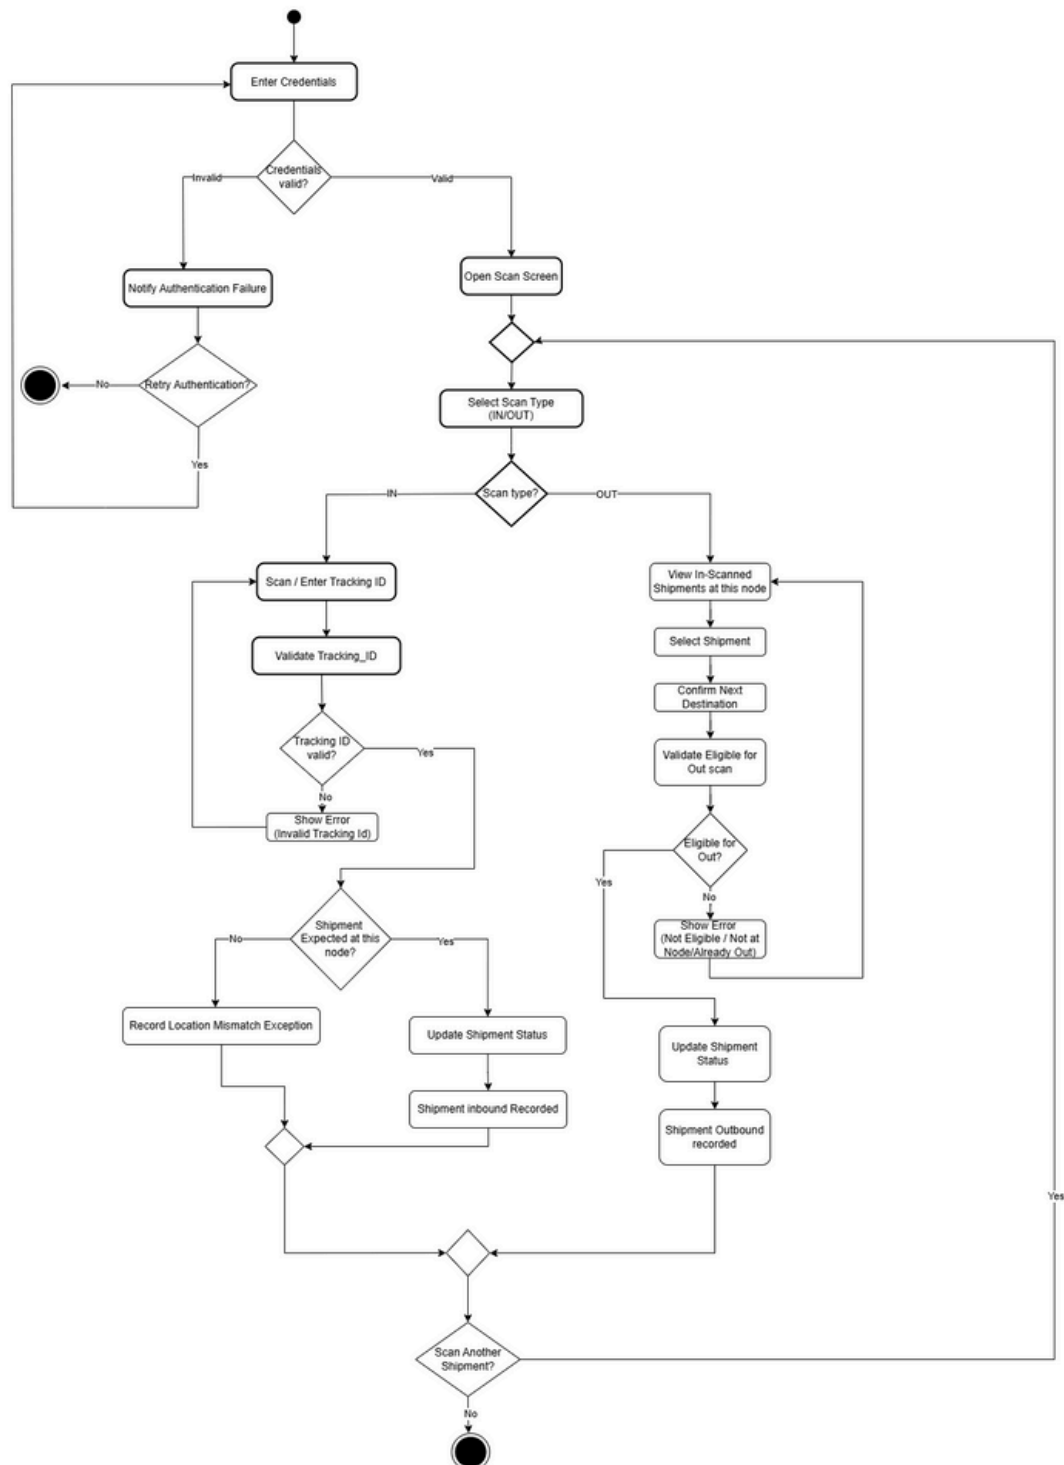 Enter Credentials
Credentials
valid?
Invalid
Valid
Open Scan Screen
Notify Authentication Failure
Retry Authentication?
No
Yes
Select Scan Type
(IN/OUT)
Scan type?
IN
OUT
Scan / Enter Tracking ID
View In-Scanned
Shipments at this node
Validate Tracking_ID
Select Shipment
Confirm Next
Destination
Tracking ID
valid?
Yes
No
Validate Eligible for
Out scan
Show Error
(Invalid Tracking Id)
Eligible for
Out?
Yes
No
Show Error
(Not Eligible / Not at
Node/Already Out)
Shipment
Expected at this
node?
No
Yes
Record Location Mismatch Exception
Update Shipment Status
Update Shipment
Status
Shipment inbound Recorded
Shipment Outbound
recorded
Yes
Scan Another
Shipment?
No